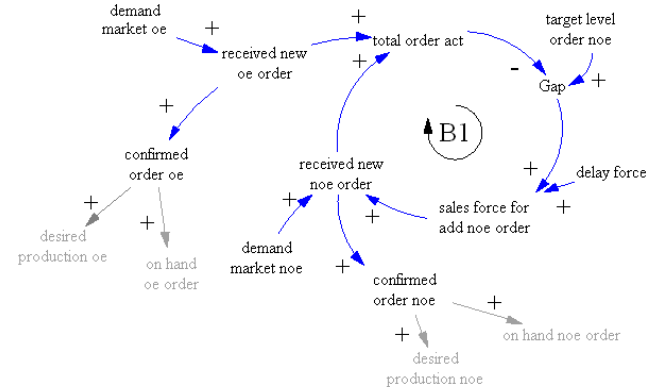 demand
market oe
+
received new
oe order
+
total order act
+
target level
order noe
-
Gap
+
+
confirmed
order oe
B1
received new
noe order
+
delay force
+
+
desired
production oe
+
on hand
oe order
+
demand
market noe
+
sales force for
add noe order
+
confirmed
order noe
+
on hand noe order
+
desired
production noe